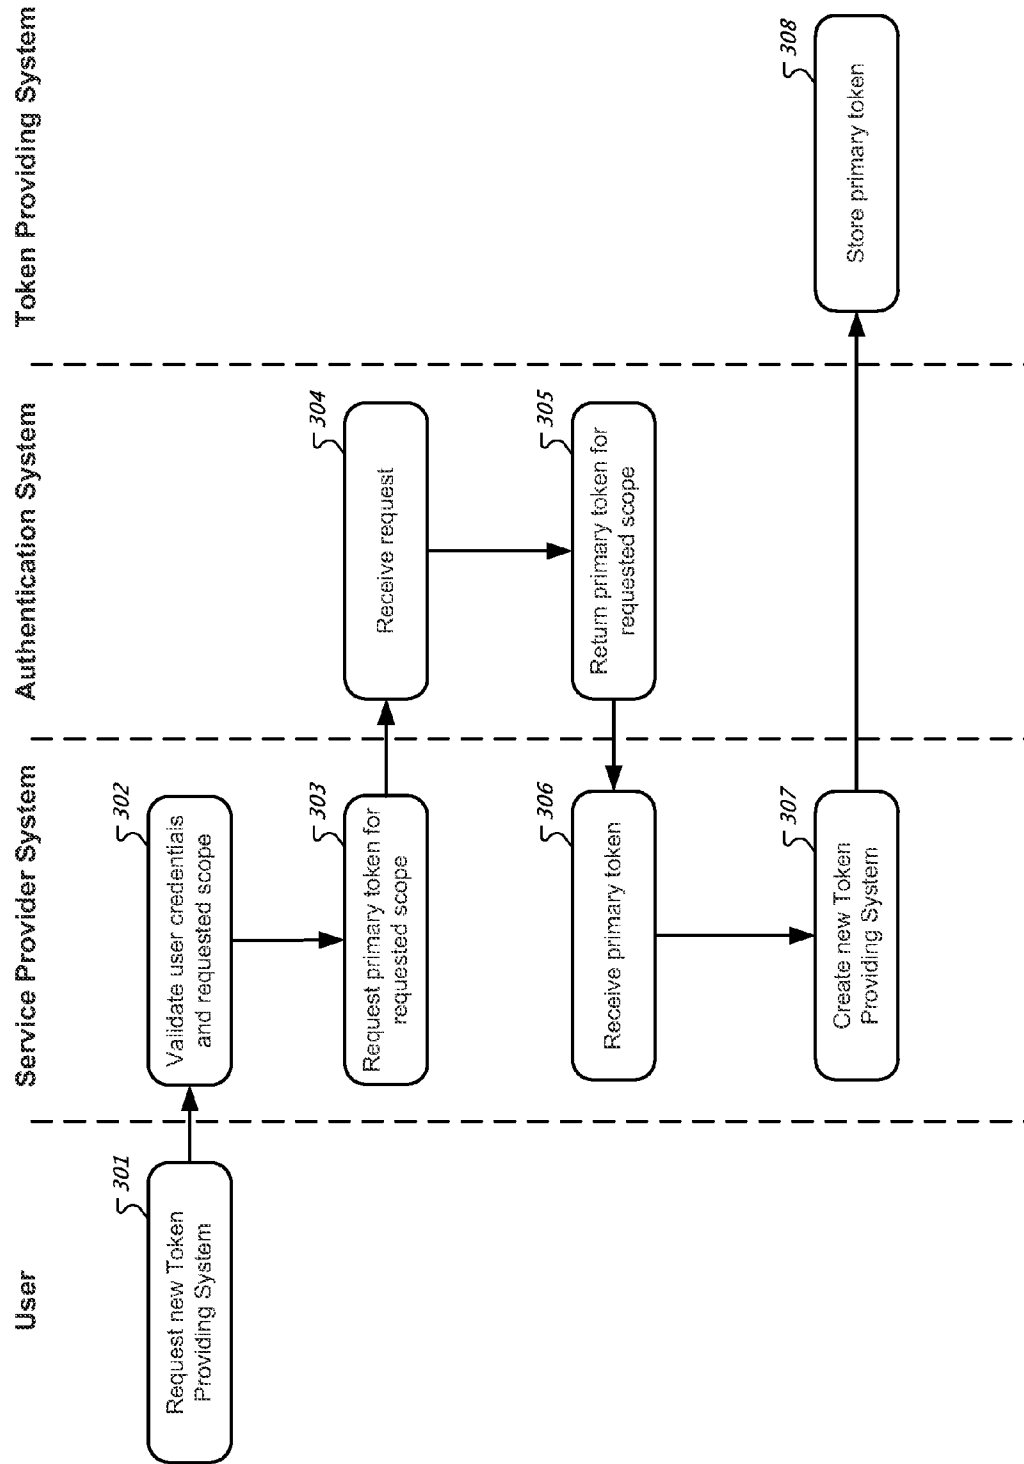 User
Service Provider System
Authentication System
Token Providing System
301
Request new Token
Providing System
302
Validate user credentials
and requested scope
303
Request primary token for
requested scope
304
Receive request
305
Return primary token for
requested scope
306
Receive primary token
307
Create new Token
Providing System
308
Store primary token